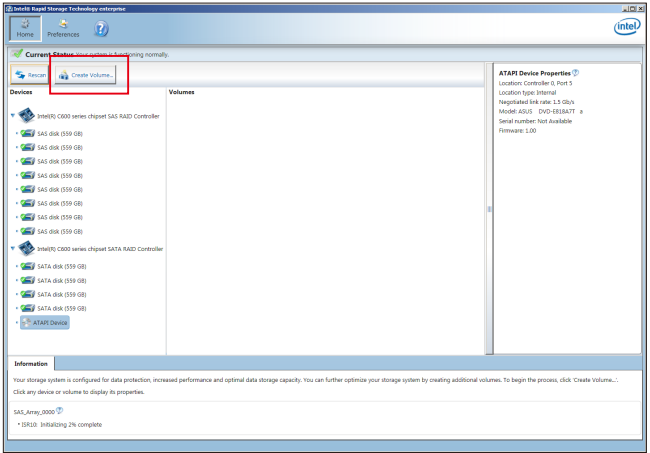 Intel® Rapid Storage Technology enterprise
Home
Preferences
intel
Current Status Your system is functioning normally.
Rescan
Create Volume...
Devices
Volumes
Intel(R) C600 series chipset SAS RAID Controller
SAS disk (559 GB)
SAS disk (559 GB)
SAS disk (559 GB)
SAS disk (559 GB)
SAS disk (559 GB)
SAS disk (559 GB)
SAS disk (559 GB)
SAS disk (559 GB)
Intel(R) C600 series chipset SATA RAID Controller
SATA disk (559 GB)
SATA disk (559 GB)
SATA disk (559 GB)
SATA disk (559 GB)
ATAPI Device
ATAPI Device Properties
Location: Controller 0, Port 5
Location type: Internal
Negotiated link rate: 1.5 Gb/s
Model: ASUS DVD-E818A7T a
Serial number: Not Available
Firmware: 1.00
Information
Your storage system is configured for data protection, increased performance and optimal data storage capacity. You can further optimize your storage system by creating additional volumes. To begin the process, click 'Create Volume...'.
Click any device or volume to display its properties.
SAS_Array_0000
• ISR10: Initializing 2% complete